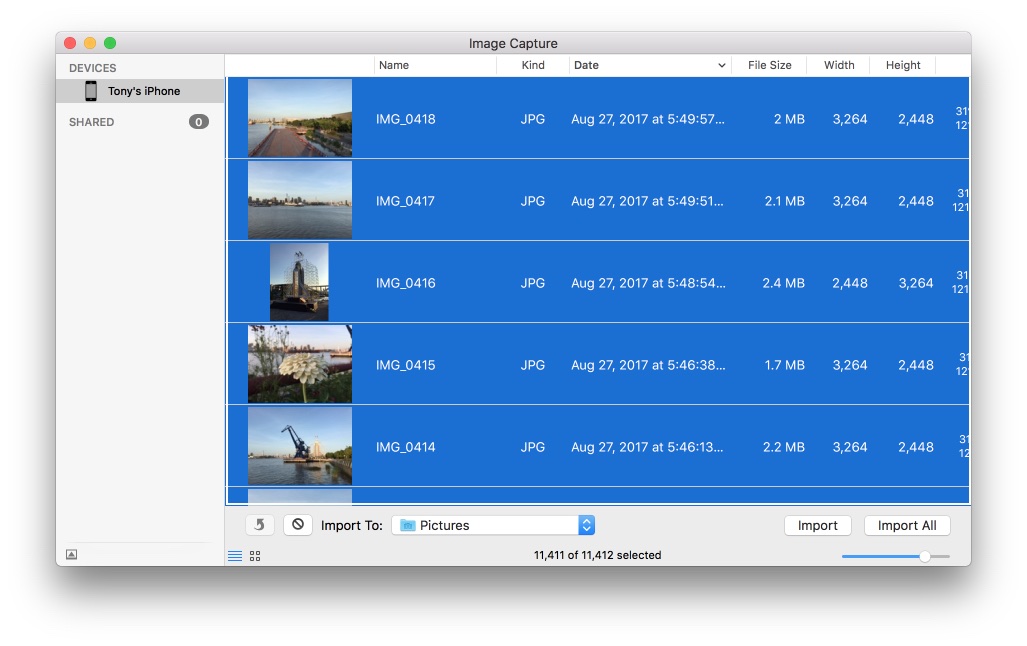 Image Capture
DEVICES
Tony's iPhone
SHARED 0
Name Kind Date File Size Width Height
IMG_0418 JPG Aug 27, 2017 at 5:49:57... 2 MB 3,264 2,448
IMG_0417 JPG Aug 27, 2017 at 5:49:51... 2.1 MB 3,264 2,448
IMG_0416 JPG Aug 27, 2017 at 5:48:54... 2.4 MB 2,448 3,264
IMG_0415 JPG Aug 27, 2017 at 5:46:38... 1.7 MB 3,264 2,448
IMG_0414 JPG Aug 27, 2017 at 5:46:13... 2.2 MB 3,264 2,448
Import To: Pictures Import Import All
11,411 of 11,412 selected